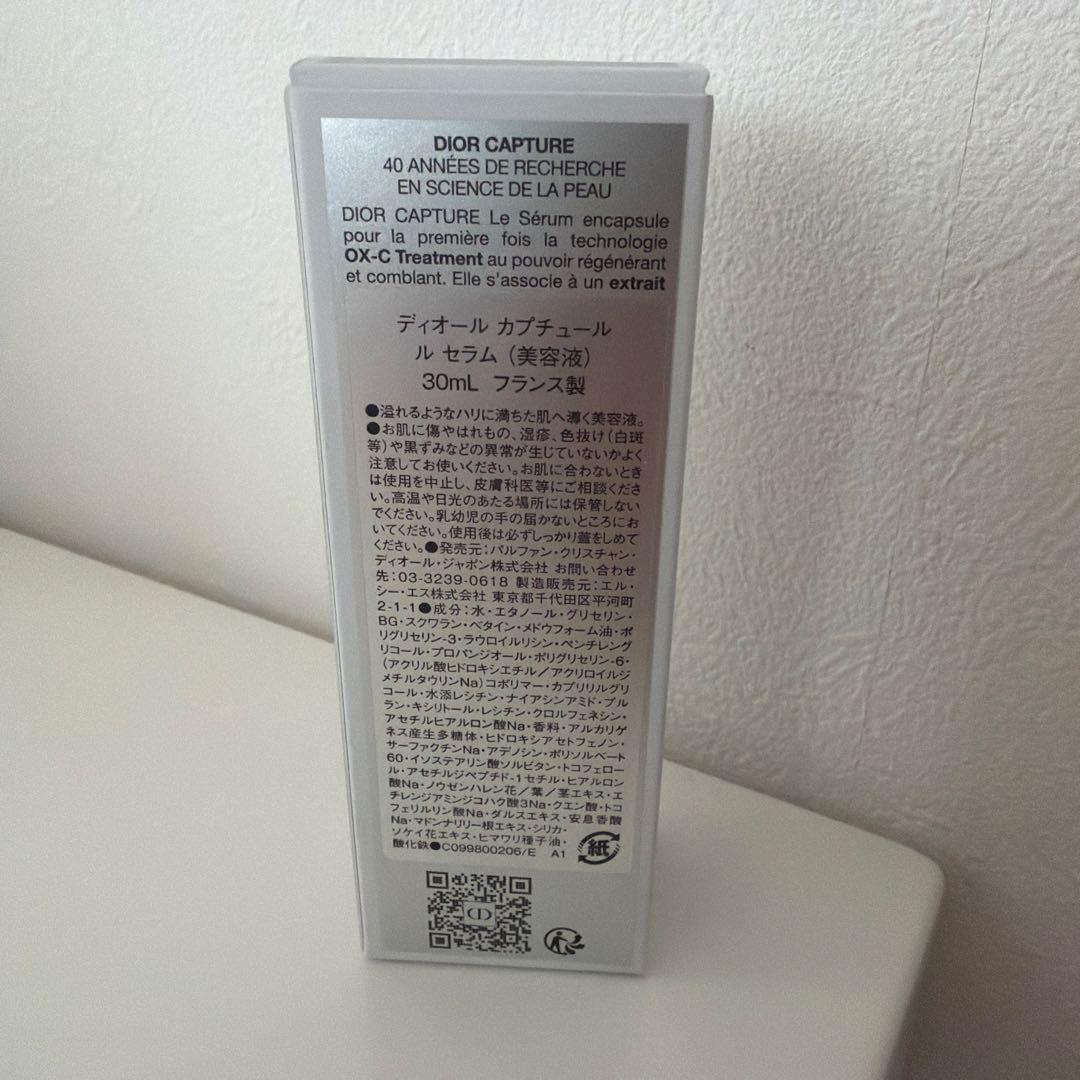 DIOR CAPTURE
40 ANNÉES DE RECHERCHE
EN SCIENCE DE LA PEAU
DIOR CAPTURE Le Sérum encapsule
pour la première fois la technologie
OX-C Treatment au pouvoir régénérant
et comblant. Elle s'associe à un extrait
ディオール カプチュール
ル セラム（美容液）
30mL フランス製
●溢れるようなハリに満ちた肌へ導く美容液。
●お肌に傷やはれもの、湿疹、色抜け（白斑
等）や黒ずみなどの異常が生じていないかよく
注意してお使いください。お肌に合わないとき
は使用を中止し、皮膚科医等にご相談くださ
い。高温や日光のあたる場所には保管しない
でください。乳幼児の手の届かないところにお
いてください。使用後は必ずしっかり蓋をしめて
ください。●発売元：パルファン・クリスチャン・
ディオール・ジャポン株式会社 お問い合わせ
先：03-3239-0618 製造販売元：エル・
シー・エス株式会社 東京都千代田区平河町
2-1-1●成分：水・エタノール・グリセリン・
BG・スクワラン・ベタイン・メドウフォーム油・ポ
リグリセリン-3・ラウロイルリシン・ペンチレング
リコール・プロパンジオール・ポリグリセリン-6・
（アクリル酸ヒドロキシエチル／アクリロイルジ
メチルタウリンNa）コポリマー・カプリリルグリ
コール・水添レシチン・ナイアシンアミド・プル
ラン・キシリトール・レシチン・クロルフェネシン・
アセチルヒアルロン酸Na・香料・アルカリゲ
ネス産生多糖体・ヒドロキシアセトフェノン・
サーファクチンNa・アデノシン・ポリソルベート
60・イソステアリン酸ソルビタン・トコフェロー
ル・アセチルジペプチド-1セチル・ヒアルロン
酸Na・ノウゼンハレン花／葉／茎エキス・エ
チレンジアミンジコハク酸3Na・クエン酸・トコ
フェリルリン酸Na・ダルスエキス・安息香酸
Na・マドンナリリー根エキス・シリカ・
ソケイ花エキス・ヒマワリ種子油・
酸化鉄●C099800206/E A1
紙
CD